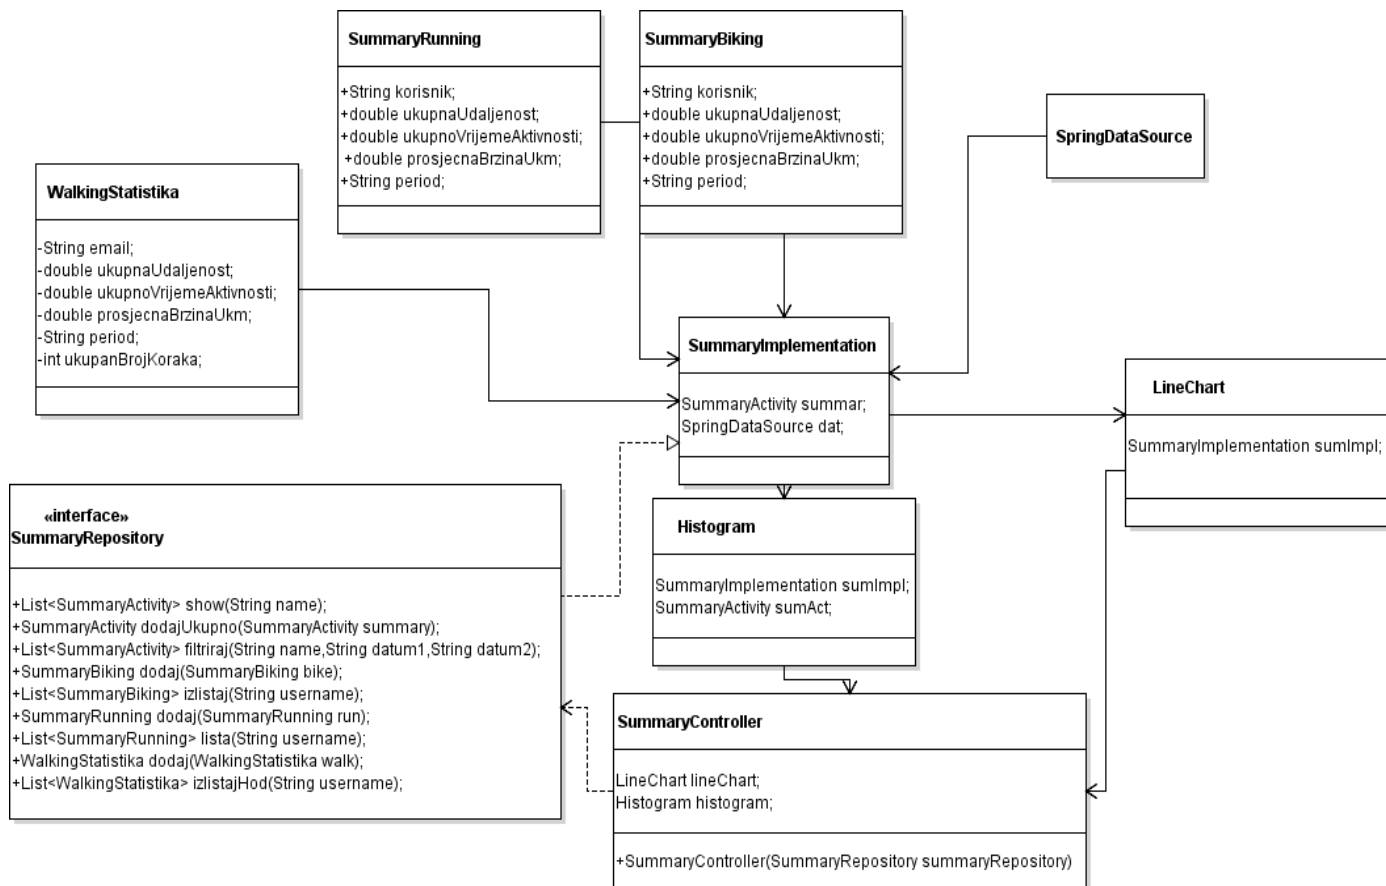 SummaryRunning
+String korisnik;
+double ukupnaUdaljenost;
+double ukupnoVrijemeAktivnosti;
+double prosjecnaBrzinaUkm;
+String period;
SummaryBiking
+String korisnik;
+double ukupnaUdaljenost;
+double ukupnoVrijemeAktivnosti;
+double prosjecnaBrzinaUkm;
+String period;
SpringDataSource
WalkingStatistika
-String email;
-double ukupnaUdaljenost;
-double ukupnoVrijemeAktivnosti;
-double prosjecnaBrzinaUkm;
-String period;
-int ukupanBrojKoraka;
SummaryImplementation
SummaryActivity summar;
SpringDataSource dat;
LineChart
SummaryImplementation sumImpl;
«interface»
SummaryRepository
+List<SummaryActivity> show(String name);
+SummaryActivity dodajUkupno(SummaryActivity summary);
+List<SummaryActivity> filtriraj(String name,String datum1,String datum2);
+SummaryBiking dodaj(SummaryBiking bike);
+List<SummaryBiking> izlistaj(String username);
+SummaryRunning dodaj(SummaryRunning run);
+List<SummaryRunning> lista(String username);
+WalkingStatistika dodaj(WalkingStatistika walk);
+List<WalkingStatistika> izlistajHod(String username);
Histogram
SummaryImplementation sumImpl;
SummaryActivity sumAct;
SummaryController
LineChart lineChart;
Histogram histogram;
+SummaryController(SummaryRepository summaryRepository)